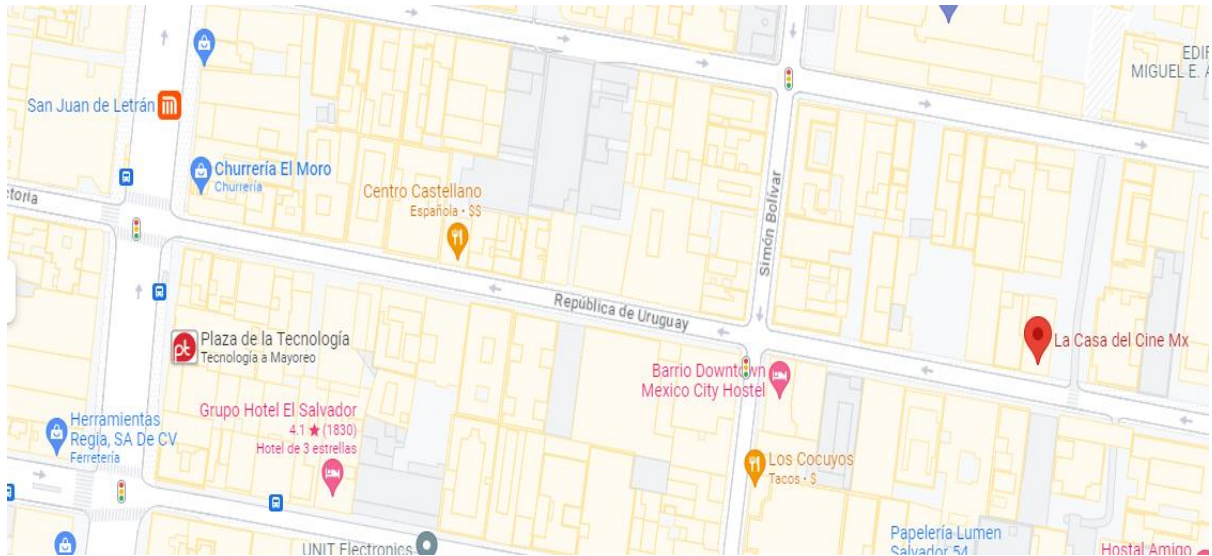 EDIF
MIGUEL E. A
San Juan de Letrán
Churrería El Moro
Churrería
Centro Castellano
Española • $$
ctoria
Simón Bolívar
República de Uruguay
La Casa del Cine Mx
pt Plaza de la Tecnología
Tecnología a Mayoreo
Barrio Downtown
Mexico City Hostel
Grupo Hotel El Salvador
4.1 ★ (1830)
Hotel de 3 estrellas
Herramientas
Regia, SA De CV
Ferretería
Los Cocuyos
Tacos • $
Papelería Lumen
Salvador 54
UNIT Electronics
Hostal Amigo